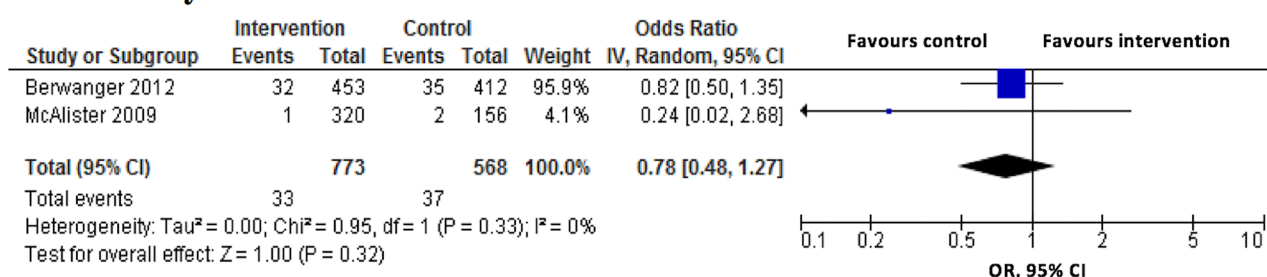 Intervention Control Odds Ratio
Study or Subgroup Events Total Events Total Weight IV, Random, 95% CI Favours control Favours intervention
Berwanger 2012 32 453 35 412 95.9% 0.82 [0.50, 1.35]
McAlister 2009 1 320 2 156 4.1% 0.24 [0.02, 2.68]
Total (95% CI) 773 568 100.0% 0.78 [0.48, 1.27]
Total events 33 37
Heterogeneity: Tau² = 0.00; Chi² = 0.95, df = 1 (P = 0.33); I² = 0%
Test for overall effect: Z = 1.00 (P = 0.32)
0.1 0.2 0.5 1 2 5 10
OR, 95% CI